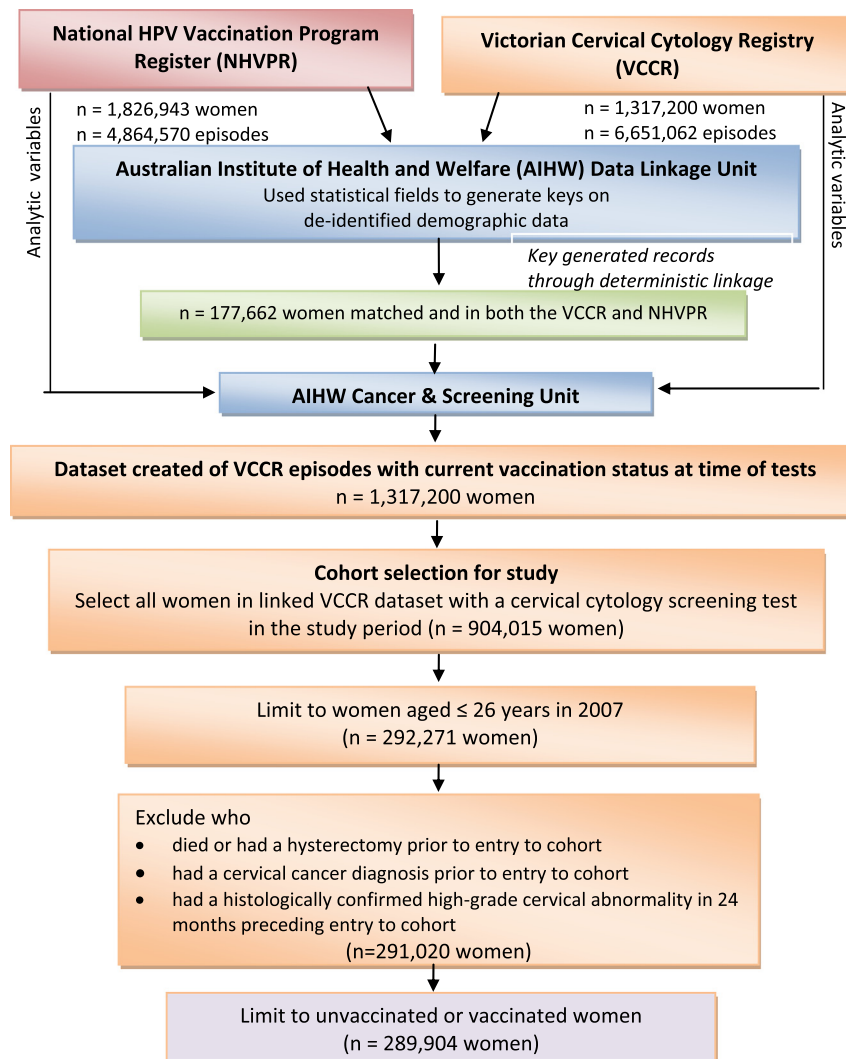 National HPV Vaccination Program
Register (NHVPR)
Victorian Cervical Cytology Registry
(VCCR)
Analytic variables
n = 1,826,943 women
n = 4,864,570 episodes
n = 1,317,200 women
n = 6,651,062 episodes
Analytic variables
Australian Institute of Health and Welfare (AIHW) Data Linkage Unit
Used statistical fields to generate keys on
de-identified demographic data
Key generated records
through deterministic linkage
n = 177,662 women matched and in both the VCCR and NHVPR
AIHW Cancer & Screening Unit
Dataset created of VCCR episodes with current vaccination status at time of tests
n = 1,317,200 women
Cohort selection for study
Select all women in linked VCCR dataset with a cervical cytology screening test
in the study period (n = 904,015 women)
Limit to women aged ≤ 26 years in 2007
(n = 292,271 women)
Exclude who
• died or had a hysterectomy prior to entry to cohort
• had a cervical cancer diagnosis prior to entry to cohort
• had a histologically confirmed high-grade cervical abnormality in 24
months preceding entry to cohort
(n=291,020 women)
Limit to unvaccinated or vaccinated women
(n = 289,904 women)